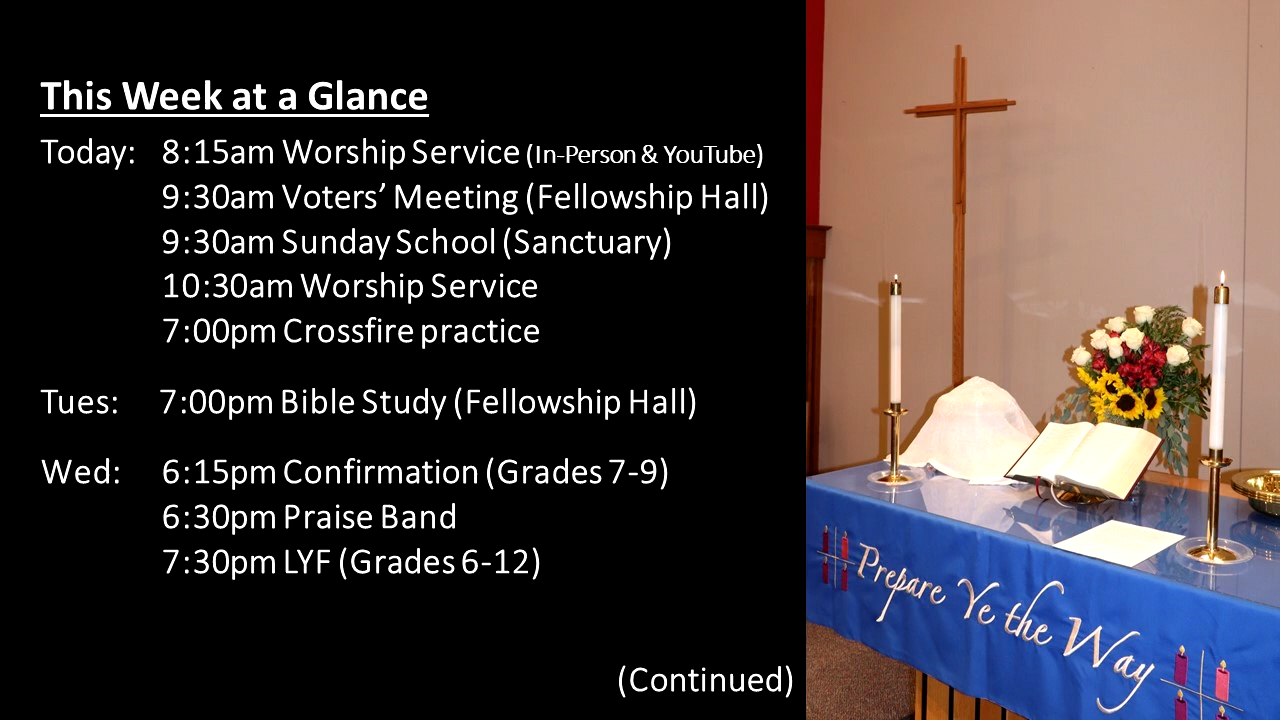 This Week at a Glance
Today: 8:15am Worship Service (In-Person & YouTube)
9:30am Voters’ Meeting (Fellowship Hall)
9:30am Sunday School (Sanctuary)
10:30am Worship Service
7:00pm Crossfire practice
Tues: 7:00pm Bible Study (Fellowship Hall)
Wed: 6:15pm Confirmation (Grades 7-9)
6:30pm Praise Band
7:30pm LYF (Grades 6-12)
(Continued)
Prepare Ye the Way